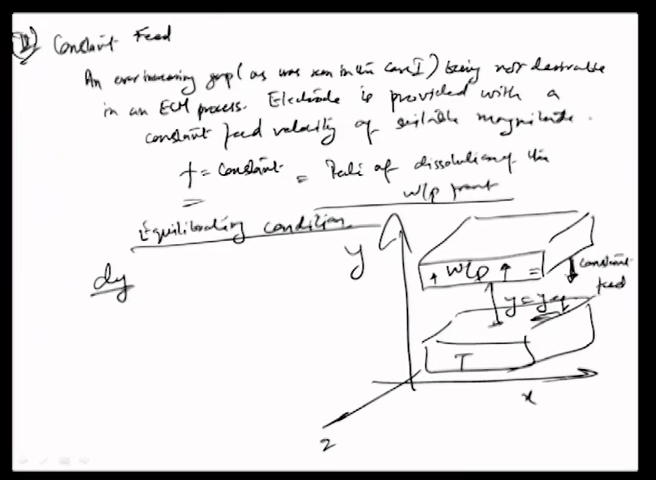 II) Constant Feed
An ever increasing gap (as was seen in the Case I) being not desirable
in an ECM process. Electrode is provided with a
constant feed velocity of suitable magnitude.
f = Constant = Rate of dissolution of the
w/p front
Equilibrating condition
y
dy
↑ w/p ↑ =
constant
feed
y = yeq
T
x
z